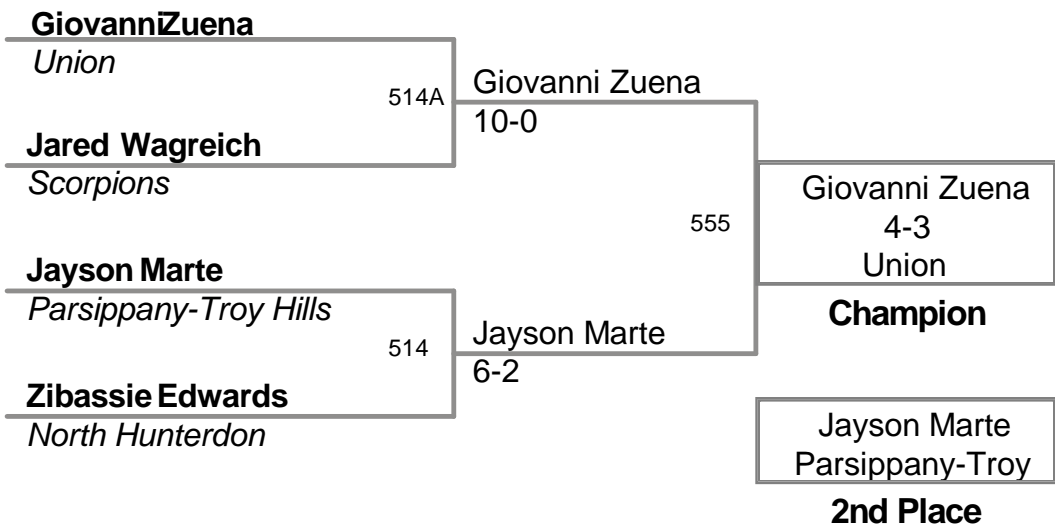 GiovanniZuena
Union
514A
Giovanni Zuena
10-0
Jared Wagreich
Scorpions
555
Giovanni Zuena
4-3
Union
Champion
Jayson Marte
Parsippany-Troy Hills
514
Jayson Marte
6-2
Zibassie Edwards
North Hunterdon
Jayson Marte
Parsippany-Troy
2nd Place